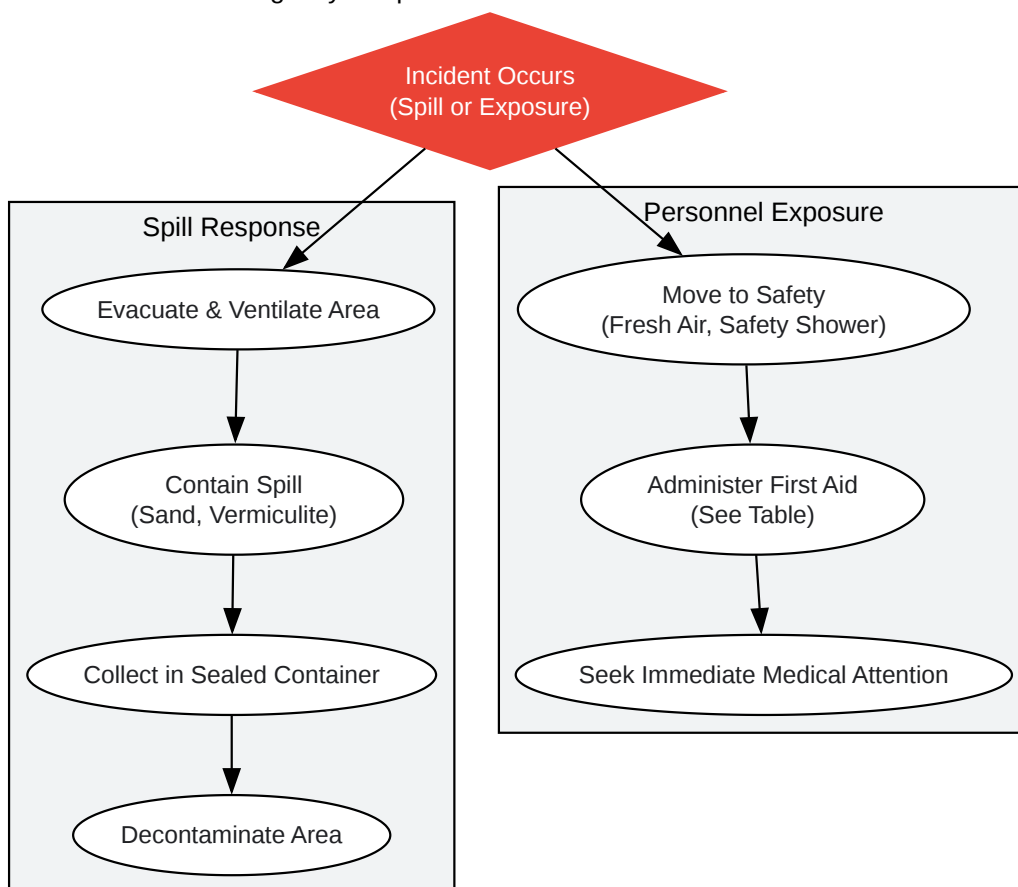 Incident Occurs
(Spill or Exposure)
Spill Response
Evacuate & Ventilate Area
Contain Spill
(Sand, Vermiculite)
Collect in Sealed Container
Decontaminate Area
Personnel Exposure
Move to Safety
(Fresh Air, Safety Shower)
Administer First Aid
(See Table)
Seek Immediate Medical Attention